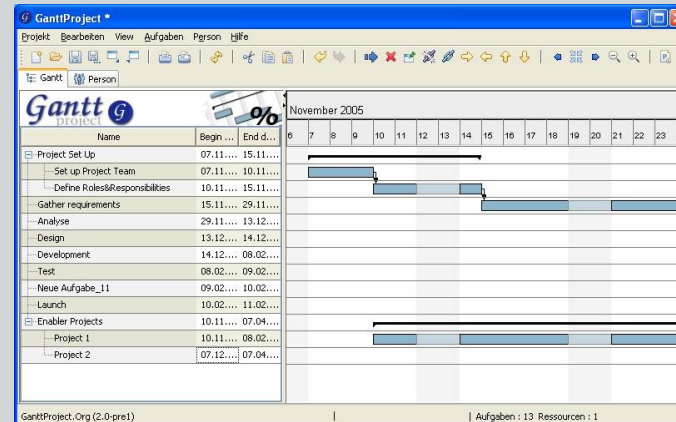 GanttProject *
Projekt Bearbeiten View Aufgaben Person Hilfe
Gantt Person
Gantt project %
November 2005
Name Begin ... End d...
6 7 8 9 10 11 12 13 14 15 16 17 18 19 20 21 22 23
Project Set Up 07.11.... 15.11....
Set up Project Team 07.11.... 10.11....
Define Roles&Responsibilities 10.11.... 15.11....
Gather requirements 15.11.... 29.11....
Analyse 29.11.... 13.12....
Design 13.12.... 14.12....
Development 14.12.... 08.02....
Test 08.02.... 09.02....
Neue Aufgabe_11 09.02.... 10.02....
Launch 10.02.... 11.02....
Enabler Projects 10.11.... 07.04....
Project 1 10.11.... 08.02....
Project 2 07.12.... 07.04....
GanttProject.Org (2.0-pre1) Aufgaben : 13 Ressourcen : 1